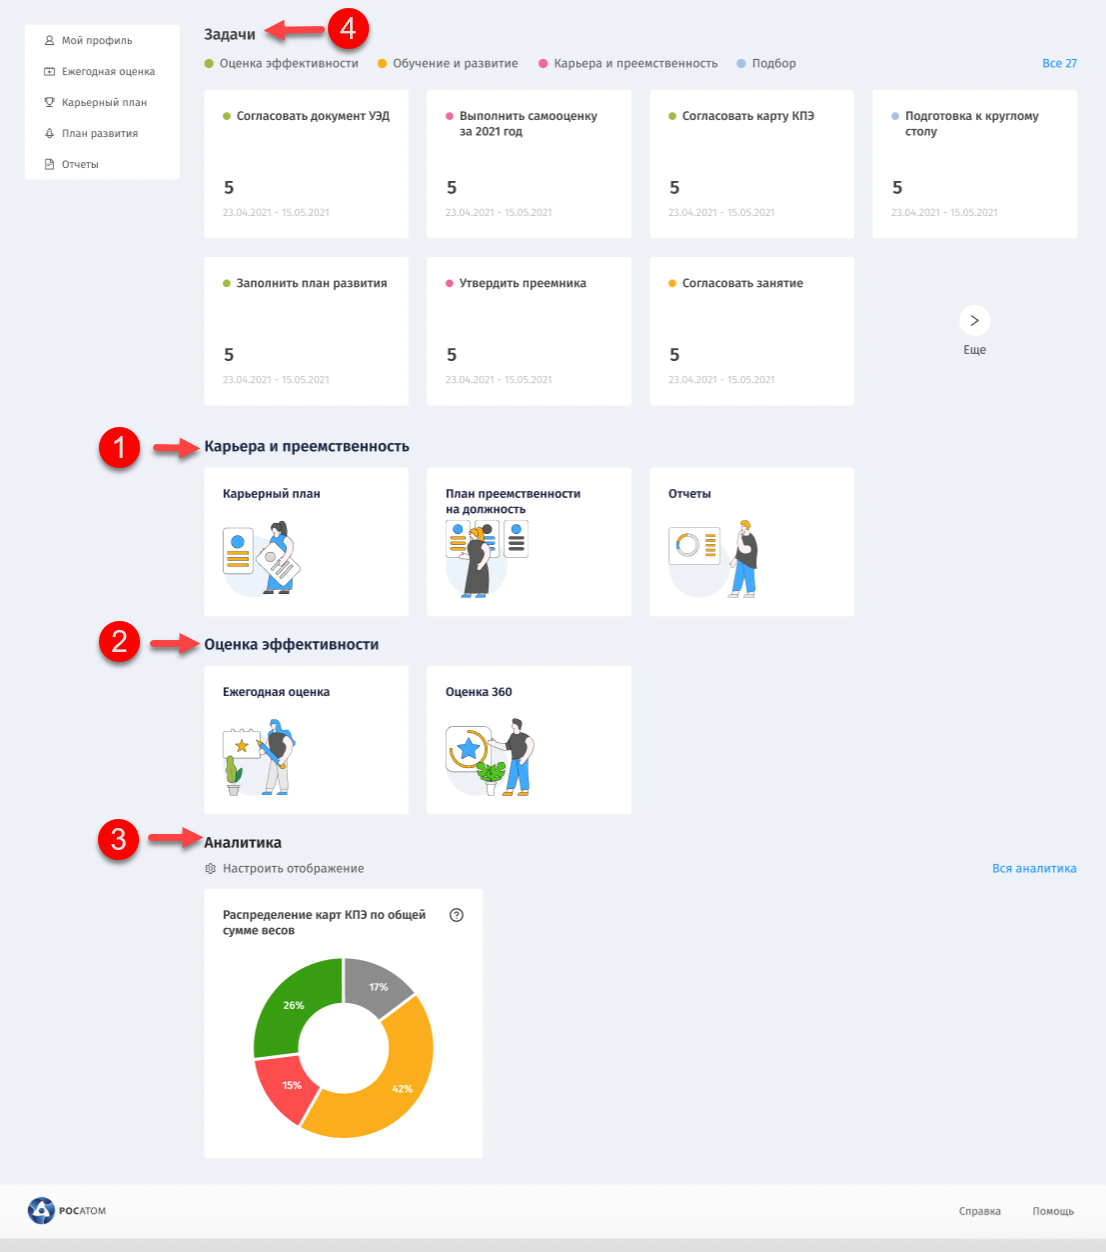 Мой профиль
Ежегодная оценка
Карьерный план
План развития
Отчеты
Задачи
4
Оценка эффективности Обучение и развитие Карьера и преемственность Подбор Все 27
Согласовать документ УЭД
5
23.04.2021 - 15.05.2021
Выполнить самооценку
за 2021 год
5
23.04.2021 - 15.05.2021
Согласовать карту КПЭ
5
23.04.2021 - 15.05.2021
Подготовка к круглому
столу
5
23.04.2021 - 15.05.2021
Заполнить план развития
5
23.04.2021 - 15.05.2021
Утвердить преемника
5
23.04.2021 - 15.05.2021
Согласовать занятие
5
23.04.2021 - 15.05.2021
Еще
1
Карьера и преемственность
Карьерный план
План преемственности
на должность
Отчеты
2
Оценка эффективности
Ежегодная оценка
Оценка 360
3
Аналитика
Настроить отображение Вся аналитика
Распределение карт КПЭ по общей
сумме весов
17%
26%
15%
42%
РОСАТОМ
Справка Помощь